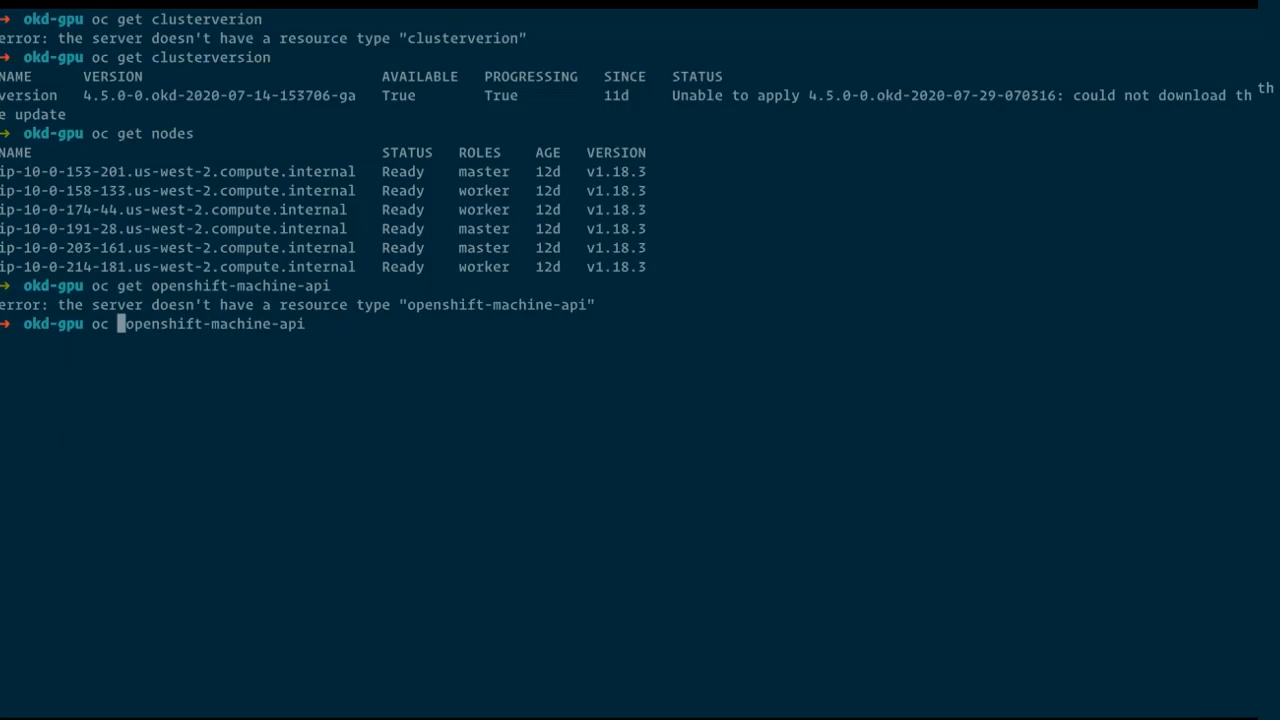 → okd-gpu oc get clusterverion
error: the server doesn't have a resource type "clusterverion"
→ okd-gpu oc get clusterversion
NAME VERSION AVAILABLE PROGRESSING SINCE STATUS
version 4.5.0-0.okd-2020-07-14-153706-ga True True 11d Unable to apply 4.5.0-0.okd-2020-07-29-070316: could not download th th
e update
→ okd-gpu oc get nodes
NAME STATUS ROLES AGE VERSION
ip-10-0-153-201.us-west-2.compute.internal Ready master 12d v1.18.3
ip-10-0-158-133.us-west-2.compute.internal Ready worker 12d v1.18.3
ip-10-0-174-44.us-west-2.compute.internal Ready worker 12d v1.18.3
ip-10-0-191-28.us-west-2.compute.internal Ready master 12d v1.18.3
ip-10-0-203-161.us-west-2.compute.internal Ready master 12d v1.18.3
ip-10-0-214-181.us-west-2.compute.internal Ready worker 12d v1.18.3
→ okd-gpu oc get openshift-machine-api
error: the server doesn't have a resource type "openshift-machine-api"
→ okd-gpu oc openshift-machine-api